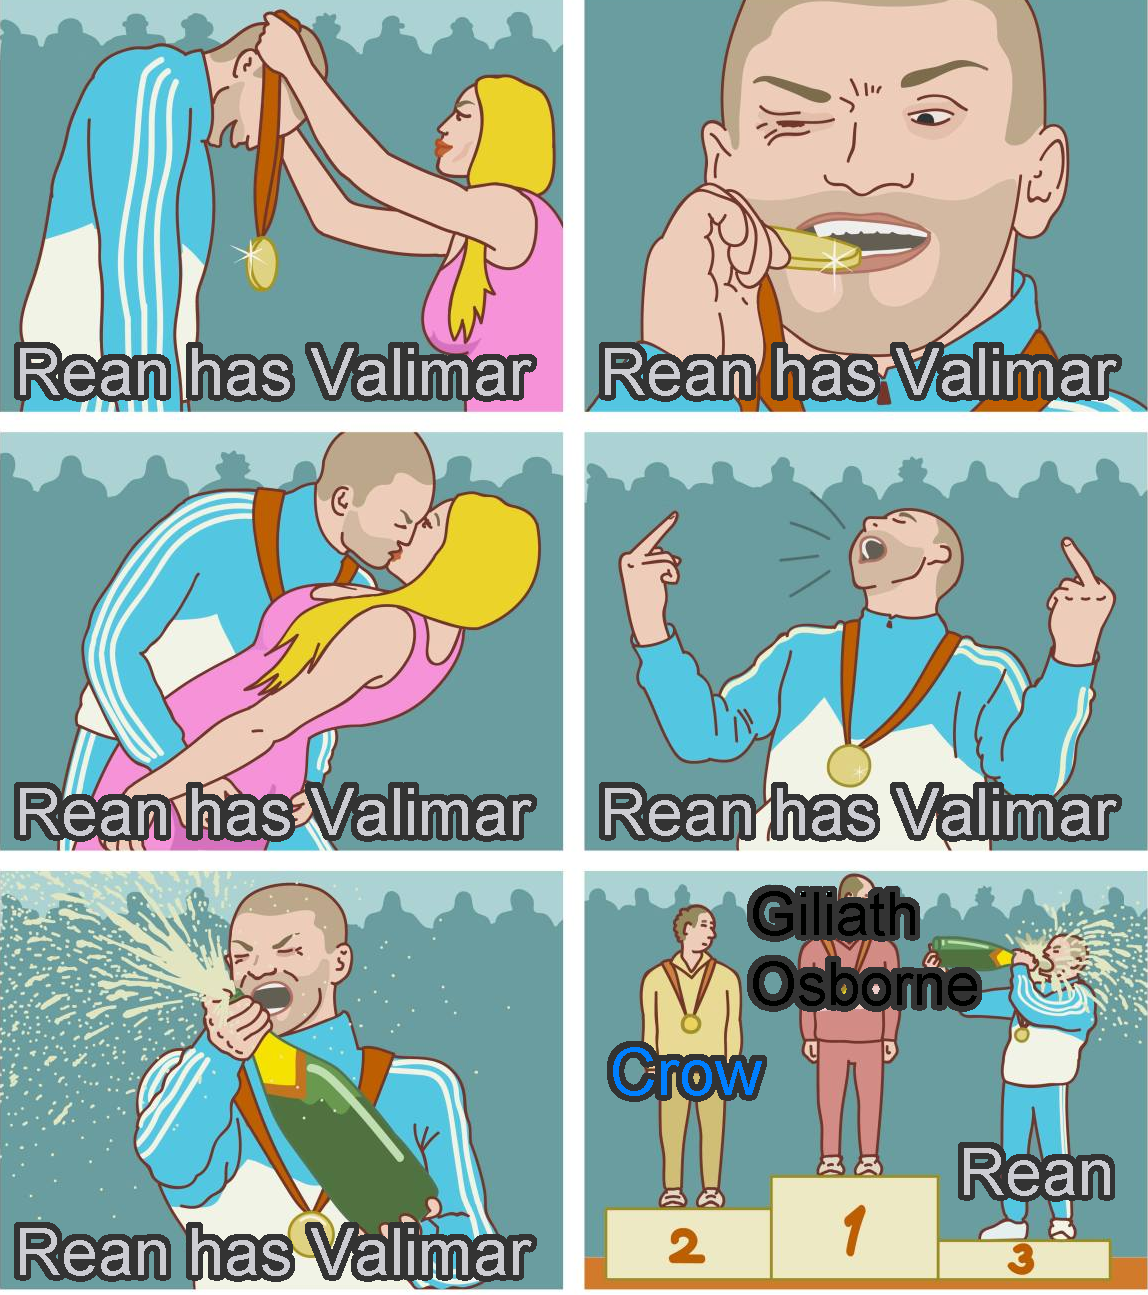 Rean has Valimar
Rean has Valimar
Rean has Valimar
Rean has Valimar
Rean has Valimar
Giliath
Osborne
Crow
Rean
2
1
3